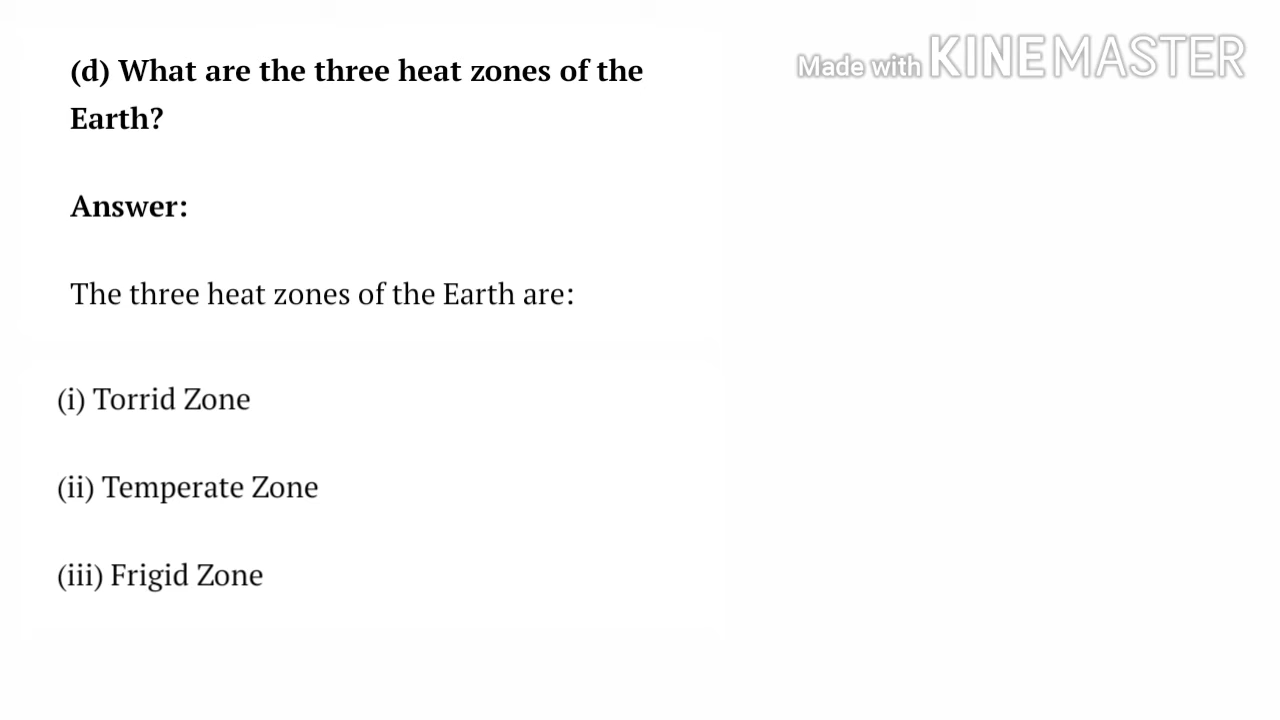 (d) What are the three heat zones of the
Earth?
Made with KINEMASTER
Answer:
The three heat zones of the Earth are:
(i) Torrid Zone
(ii) Temperate Zone
(iii) Frigid Zone